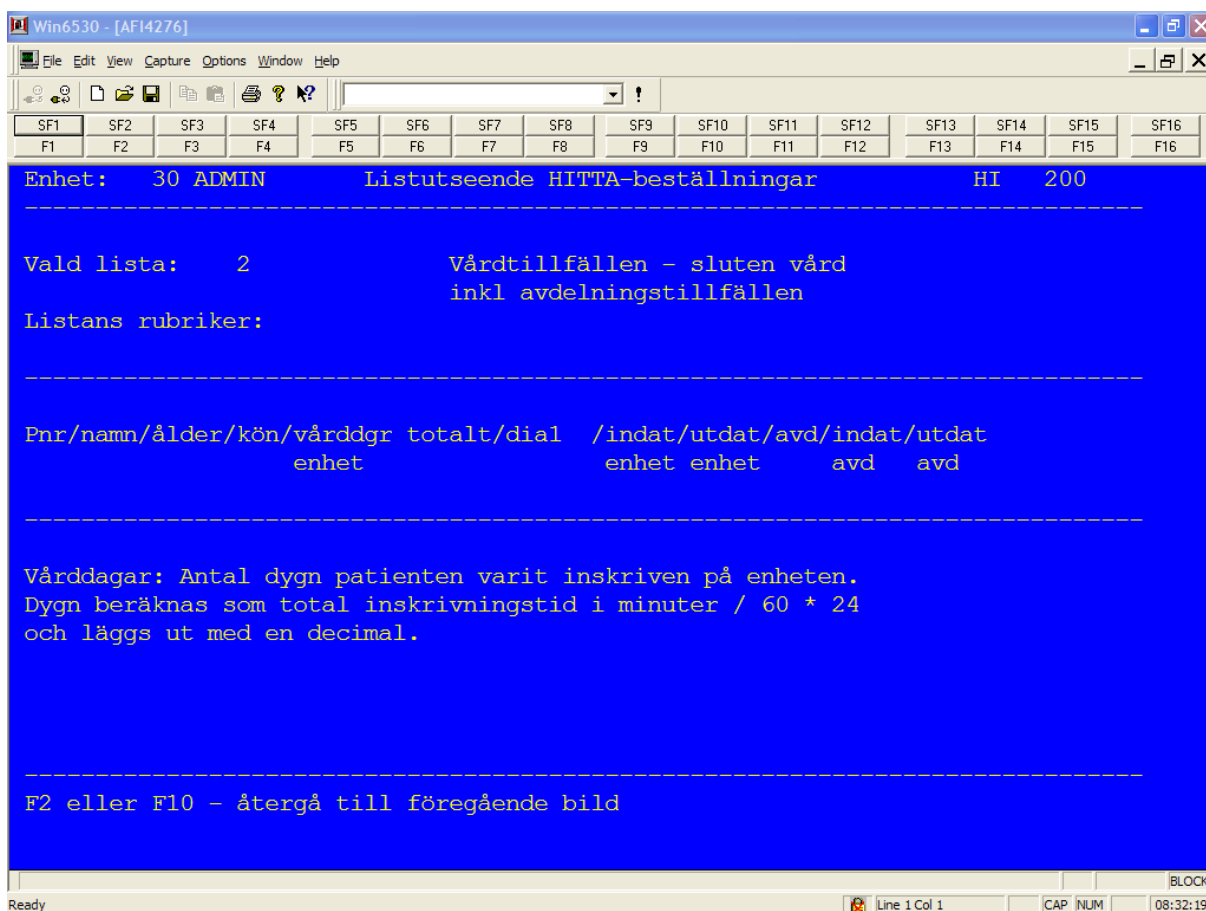 Win6530 - [AFI4276]
File Edit View Capture Options Window Help
SF1 SF2 SF3 SF4 SF5 SF6 SF7 SF8 SF9 SF10 SF11 SF12 SF13 SF14 SF15 SF16
F1 F2 F3 F4 F5 F6 F7 F8 F9 F10 F11 F12 F13 F14 F15 F16
Enhet: 30 ADMIN Listutseende HITTA-beställningar HI 200
Vald lista: 2 Vårdtillfällen - sluten vård
inkl avdelningstillfällen
Listans rubriker:
Pnr/namn/ålder/kön/vårddgr totalt/dia1 /indat/utdat/avd/indat/utdat
enhet enhet enhet avd avd
Vårddagar: Antal dygn patienten varit inskriven på enheten.
Dygn beräknas som total inskrivningstid i minuter / 60 * 24
och läggs ut med en decimal.
F2 eller F10 - återgå till föregående bild
BLOCK
Ready Line 1 Col 1 CAP NUM 08:32:19